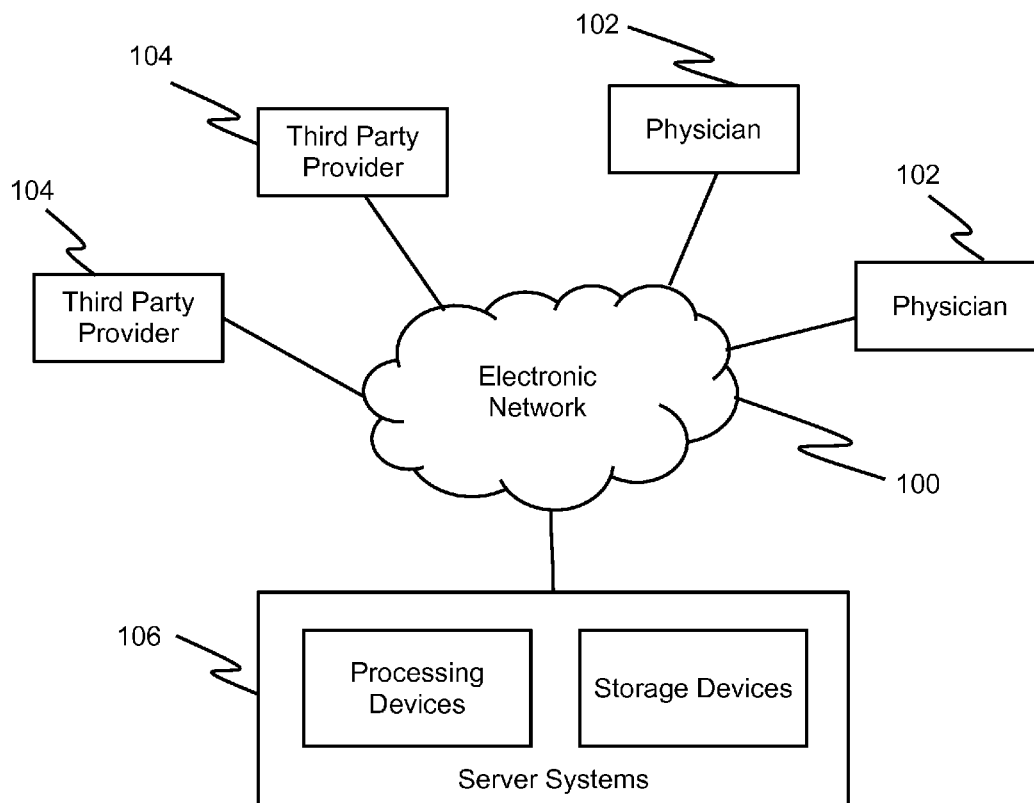 102
104
Third Party
Provider
Physician
104
102
Third Party
Provider
Physician
Electronic
Network
100
106
Processing
Devices
Storage Devices
Server Systems